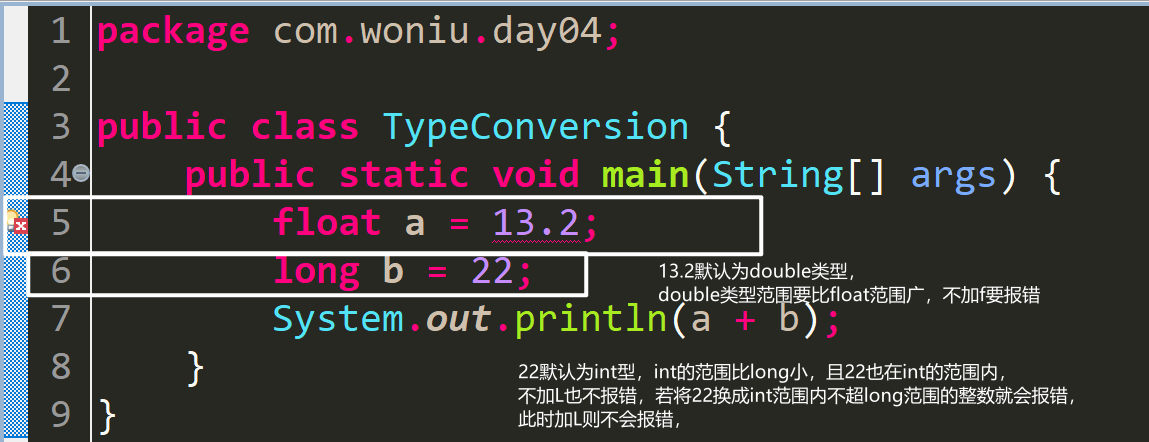 1 package com.woniu.day04;
2
3 public class TypeConversion {
4 public static void main(String[] args) {
5 float a = 13.2;
6 long b = 22;
13.2默认为double类型，
double类型范围要比float范围广，不加f要报错
7 System.out.println(a + b);
8 }
22默认为int型，int的范围比long小，且22也在int的范围内，
不加L也不报错，若将22换成int范围内不超long范围的整数就会报错，
此时加L则不会报错，
9 }